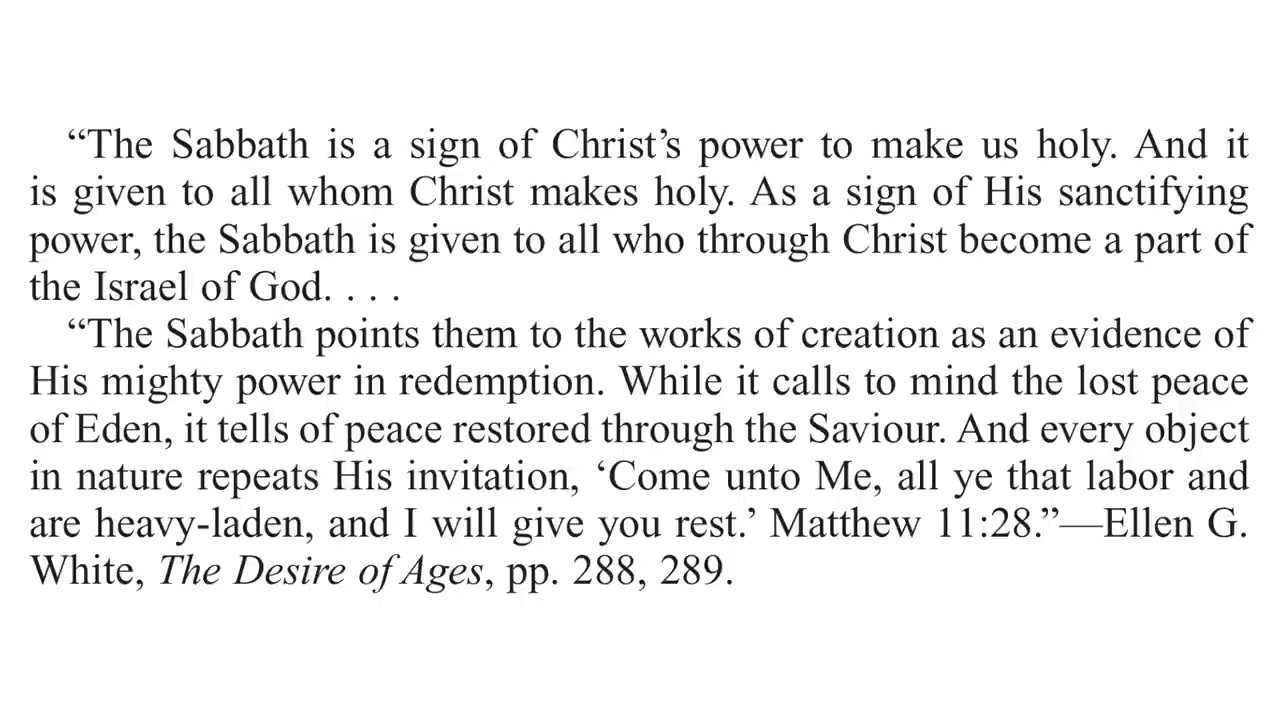 “The Sabbath is a sign of Christ’s power to make us holy. And it
is given to all whom Christ makes holy. As a sign of His sanctifying
power, the Sabbath is given to all who through Christ become a part of
the Israel of God. . . .
“The Sabbath points them to the works of creation as an evidence of
His mighty power in redemption. While it calls to mind the lost peace
of Eden, it tells of peace restored through the Saviour. And every object
in nature repeats His invitation, ‘Come unto Me, all ye that labor and
are heavy-laden, and I will give you rest.’ Matthew 11:28.”—Ellen G.
White, The Desire of Ages, pp. 288, 289.